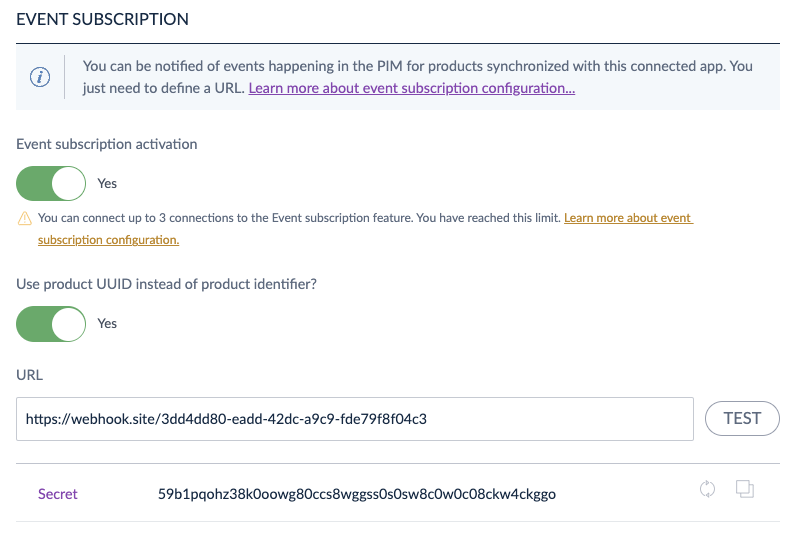 EVENT SUBSCRIPTION
You can be notified of events happening in the PIM for products synchronized with this connected app. You
just need to define a URL. Learn more about event subscription configuration...
Event subscription activation
Yes
You can connect up to 3 connections to the Event subscription feature. You have reached this limit. Learn more about event
subscription configuration.
Use product UUID instead of product identifier?
Yes
URL
https://webhook.site/3dd4dd80-eadd-42dc-a9c9-fde79f8f04c3
TEST
Secret
59b1pqohz38k0oowg80ccs8wggss0s0sw8c0w0c08ckw4ckggo